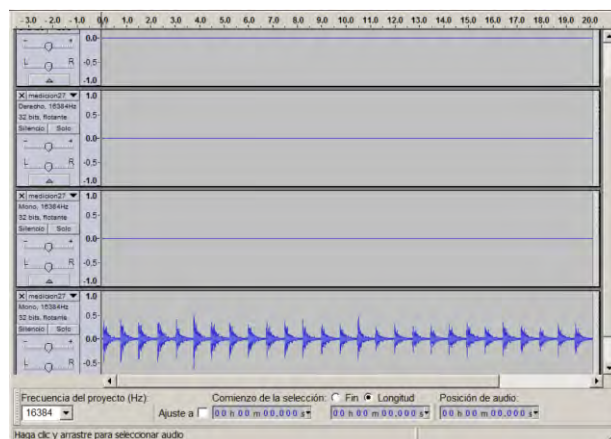 -3.0 -2.0 -1.0 0.0 1.0 2.0 3.0 4.0 5.0 6.0 7.0 8.0 9.0 10.0 11.0 12.0 13.0 14.0 15.0 16.0 17.0 18.0 19.0 20.0
0.0
- +
L R
-0.5
-1.0
X medicion27
1.0
Derecho, 16384Hz
32 bits, flotante
0.5
Silencio Solo
- +
0.0
L R
-0.5
-1.0
X medicion27
1.0
Mono, 16384Hz
32 bits, flotante
0.5
Silencio Solo
- +
0.0
L R
-0.5
-1.0
X medicion27
1.0
Mono, 16384Hz
32 bits, flotante
0.5
Silencio Solo
- +
0.0
L R
-0.5
Frecuencia del proyecto (Hz): Comienzo de la selección: Fin Longitud Posición de audio:
16384 Ajuste a 00 h 00 m 00.000 s 00 h 00 m 00.000 s 00 h 00 m 00.000 s
Haga clic y arrastre para seleccionar audio